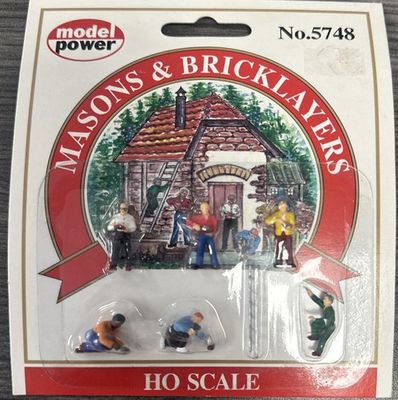 model
power
No.5748
MASONS & BRICKLAYERS
HO SCALE